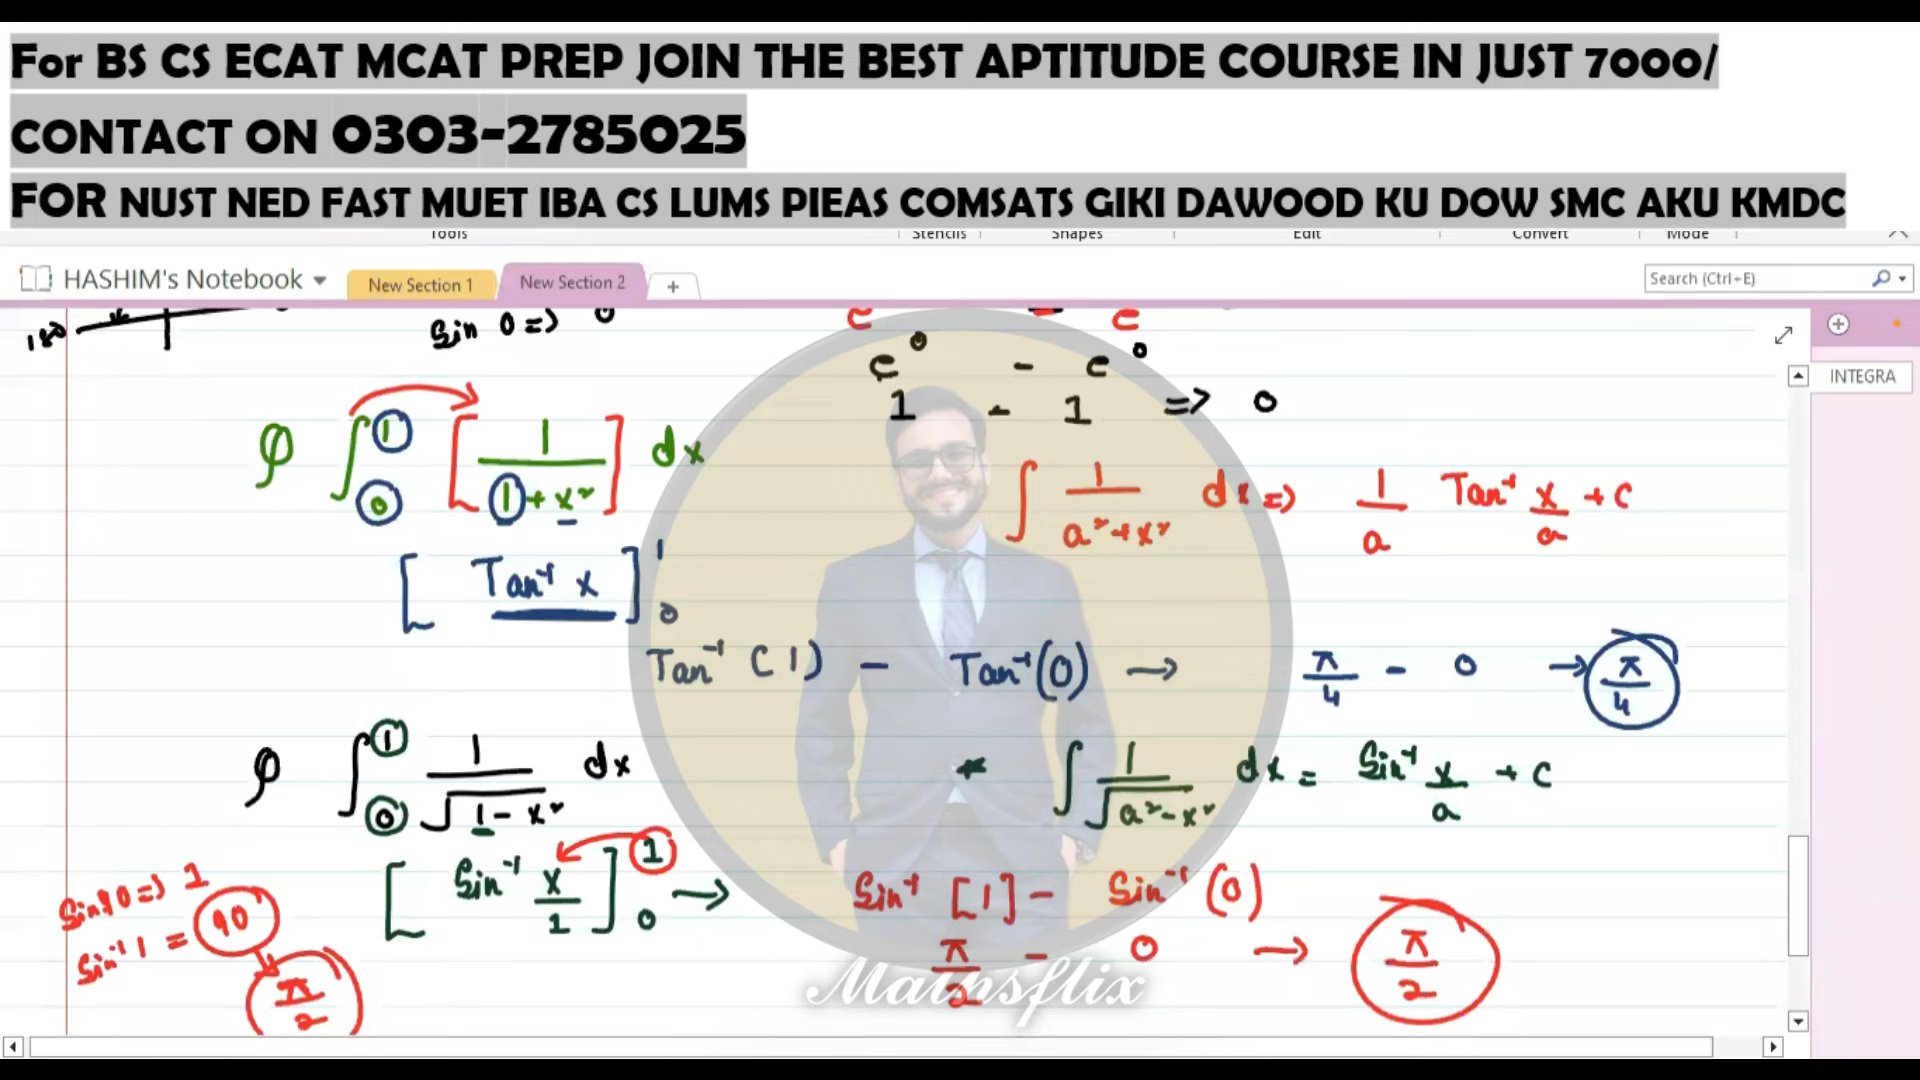 For BS CS ECAT MCAT PREP JOIN THE BEST APTITUDE COURSE IN JUST 7000/
CONTACT ON 0303-2785025
FOR NUST NED FAST MUET IBA CS LUMS PIEAS COMSATS GIKI DAWOOD KU DOW SMC AKU KMDC
Tools Stencils Shapes Edit Convert Mode
HASHIM's Notebook New Section 1 New Section 2 + Search (Ctrl+E)
INTEGRA
180 Sin 0 => 0
e⁰ - e⁰
1 - 1 => 0
φ ∫₀¹ [1/(1+x²)] dx
∫ 1/(a²+x²) dx => 1/a Tan⁻¹ x/a + c
[Tan⁻¹ x]₀¹
Tan⁻¹ (1) - Tan⁻¹(0) → π/4 - 0 → π/4
φ ∫₀¹ 1/√(1-x²) dx
* ∫ 1/√(a²-x²) dx = Sin⁻¹ x/a + c
[Sin⁻¹ x/1]₀¹ → Sin⁻¹ [1] - Sin⁻¹ (0)
π/2 - 0 → π/2
Sin 90 => 1
Sin⁻¹ 1 = 90°
π/2
Mathsflix